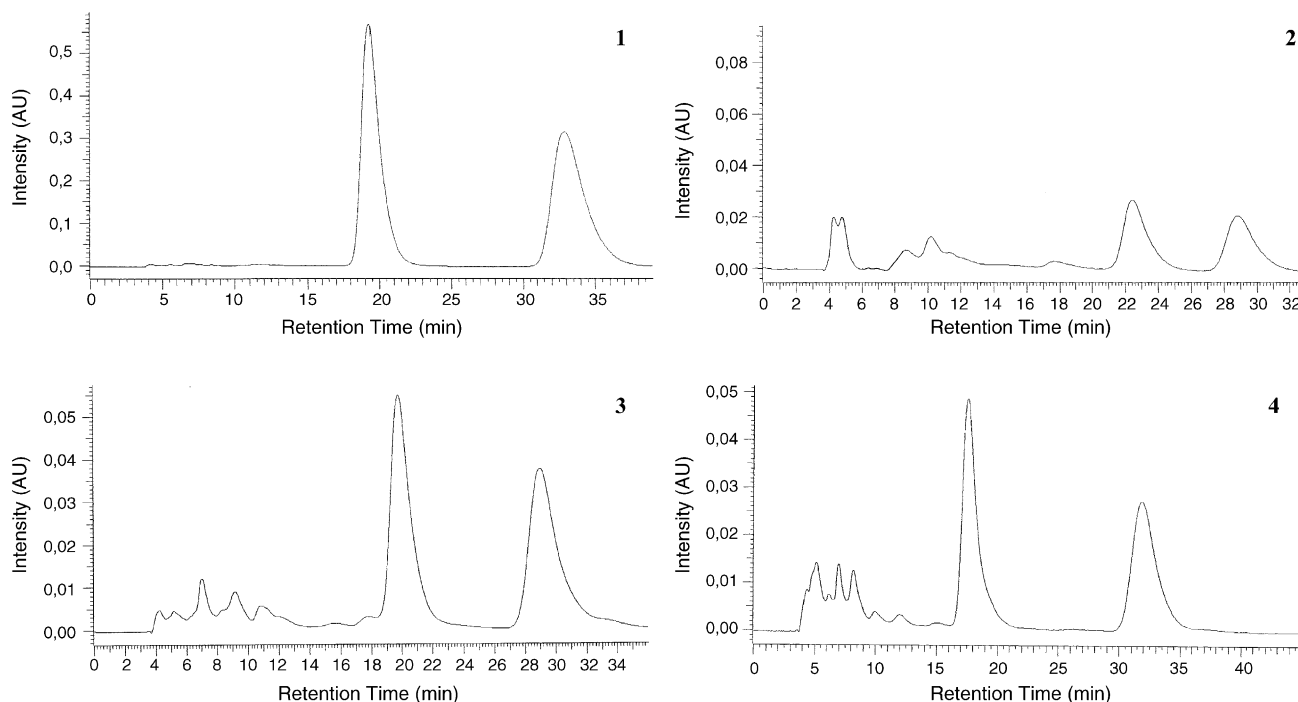 1
Intensity (AU)
0,5
0,4
0,3
0,2
0,1
0,0
0 5 10 15 20 25 30 35
Retention Time (min)
2
Intensity (AU)
0,08
0,06
0,04
0,02
0,00
0 2 4 6 8 10 12 14 16 18 20 22 24 26 28 30 32
Retention Time (min)
3
Intensity (AU)
0,05
0,04
0,03
0,02
0,01
0,00
0 2 4 6 8 10 12 14 16 18 20 22 24 26 28 30 32 34
Retention Time (min)
4
Intensity (AU)
0,05
0,04
0,03
0,02
0,01
0,00
0 5 10 15 20 25 30 35 40
Retention Time (min)